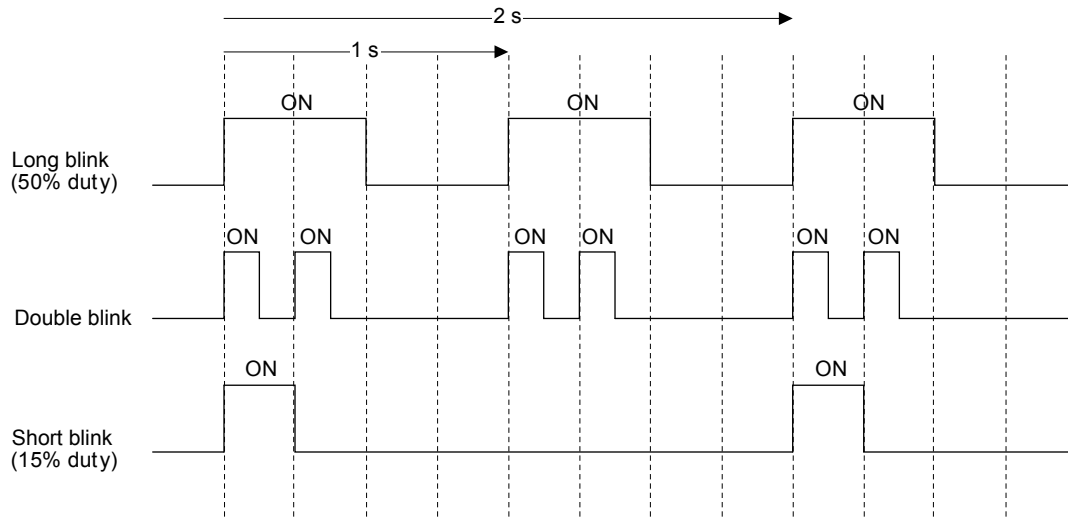 2 s
1 s
ON ON ON
Long blink
(50% duty)
ON ON ON ON ON ON
Double blink
ON ON
Short blink
(15% duty)